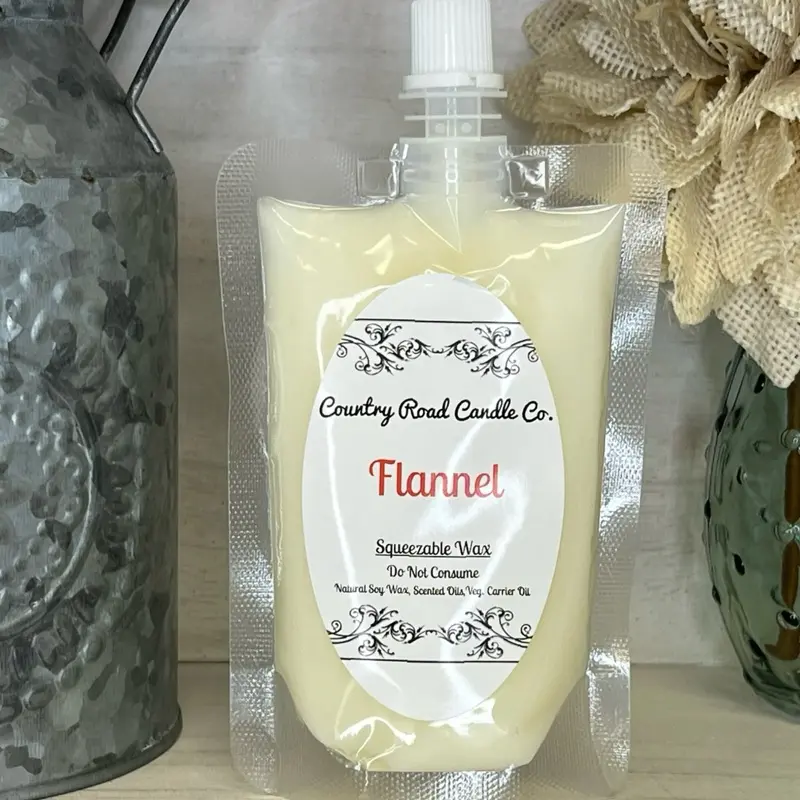 Country Road Candle Co.
Flannel
Squeezable Wax
Do Not Consume
Natural Soy Wax, Scented Oils,Veg. Carrier Oil